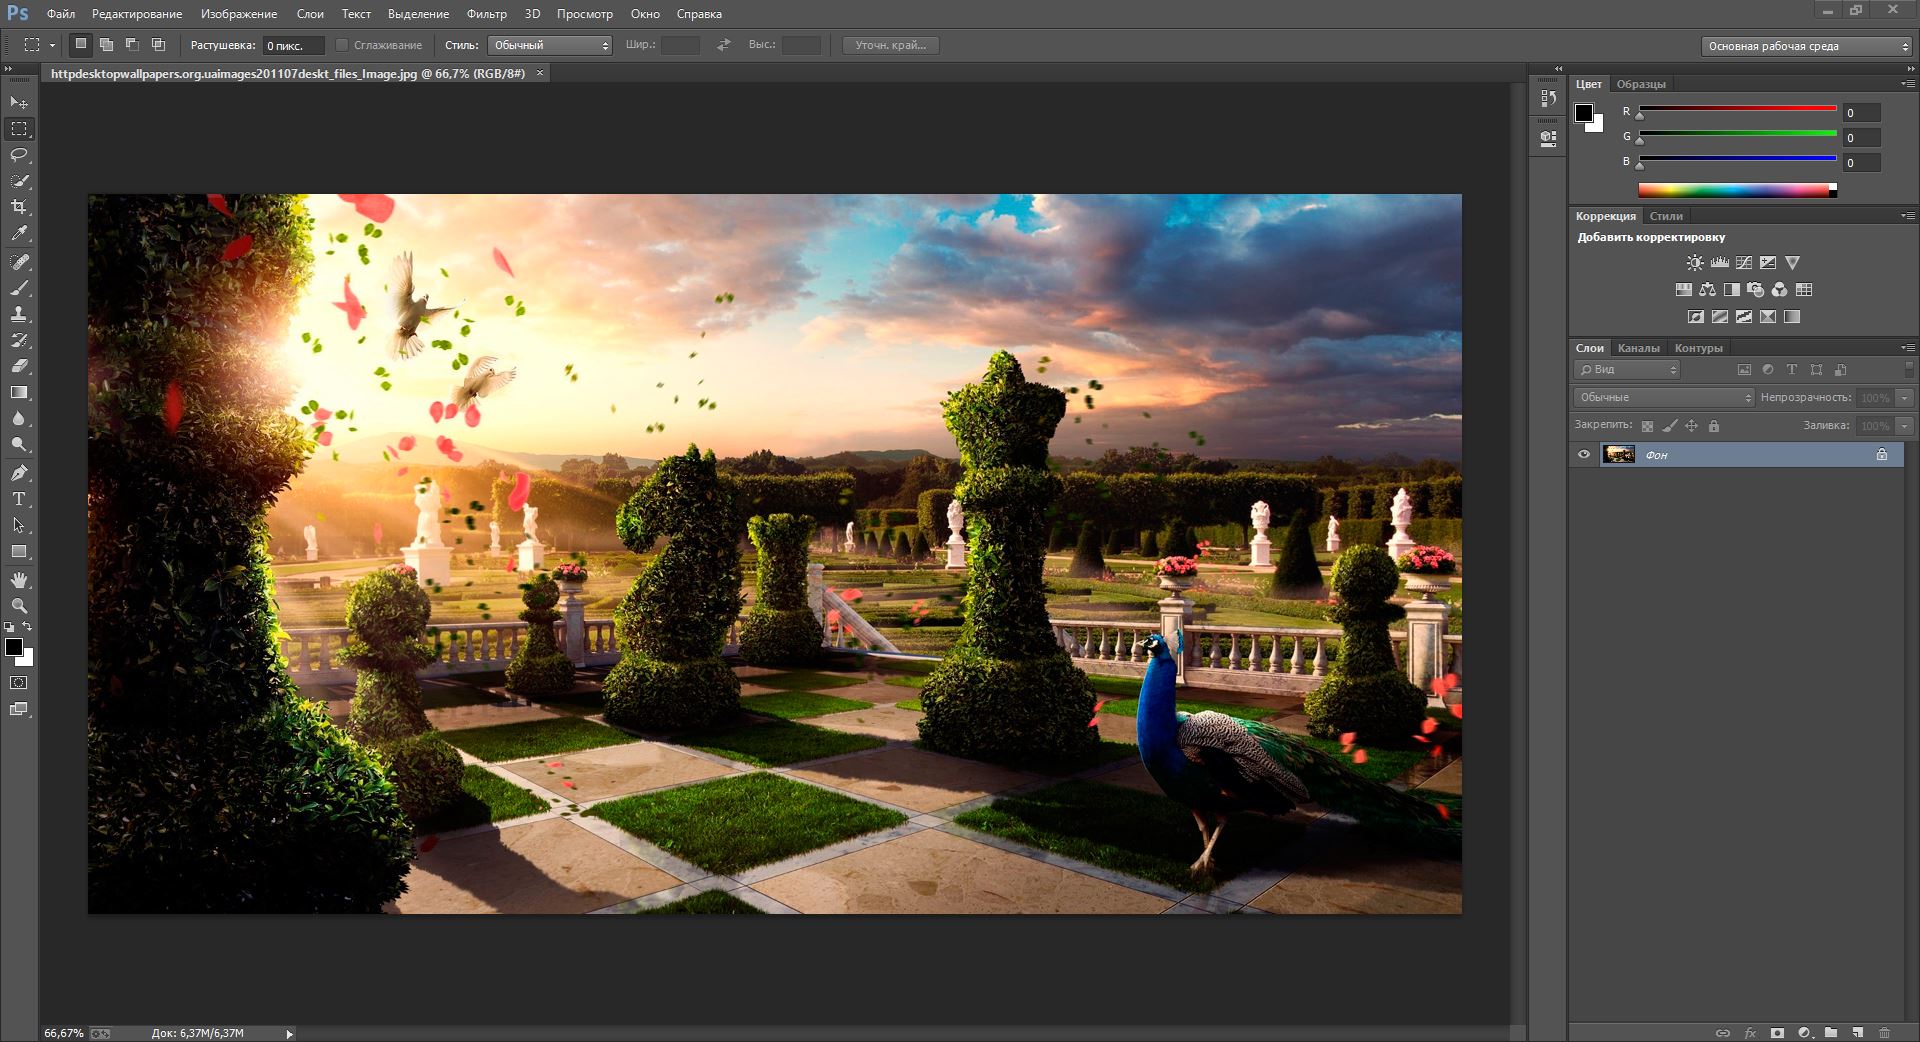 Ps Файл Редактирование Изображение Слои Текст Выделение Фильтр 3D Просмотр Окно Справка
Растушевка: 0 пикс. Сглаживание Стиль: Обычный Шир.: Выс.: Уточн. край... Основная рабочая среда
httpdesktopwallpapers.org.uaimages201107deskt_files_Image.jpg @ 66,7% (RGB/8#) ×
Цвет Образцы
R 0
G 0
B 0
Коррекция Стили
Добавить корректировку
Слои Каналы Контуры
Вид
Обычные Непрозрачность: 100%
Закрепить: Заливка: 100%
Фон
66,67% Док: 6,37M/6,37M